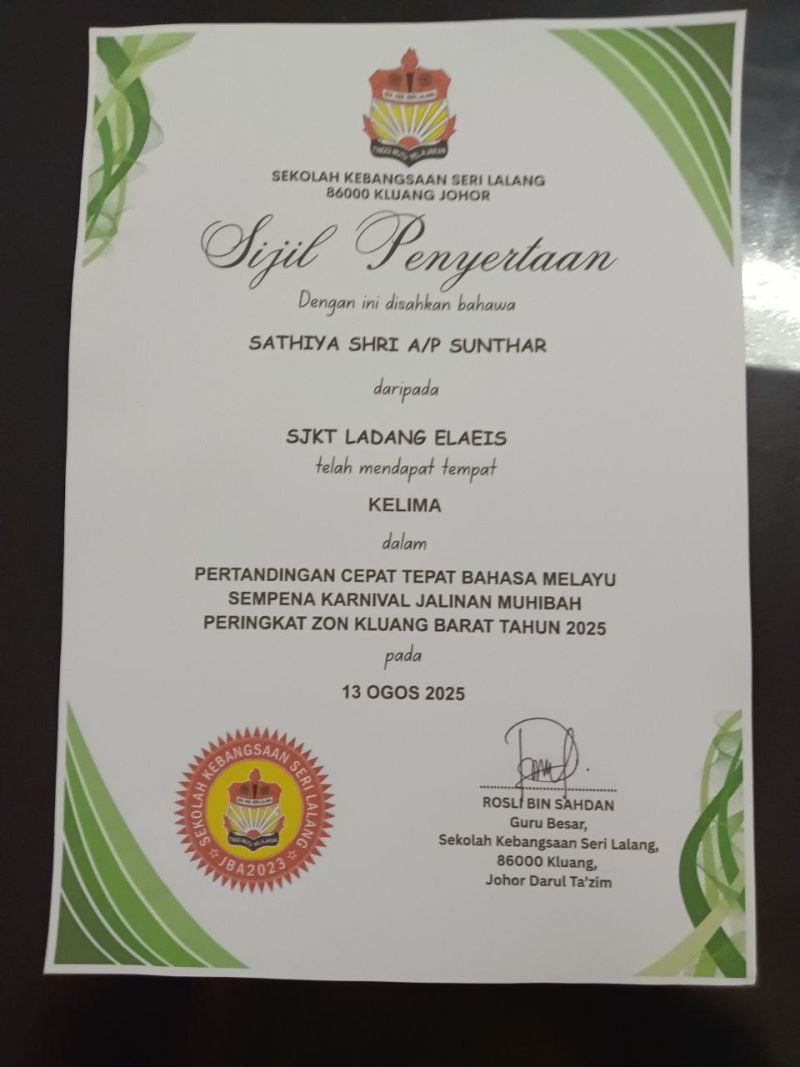 SEKOLAH KEBANGSAAN SERI LALANG
86000 KLUANG JOHOR
Sijil Penyertaan
Dengan ini disahkan bahawa
SATHIYA SHRI A/P SUNTHAR
daripada
SJKT LADANG ELAEIS
telah mendapat tempat
KELIMA
dalam
PERTANDINGAN CEPAT TEPAT BAHASA MELAYU
SEMPENA KARNIVAL JALINAN MUHIBAH
PERINGKAT ZON KLUANG BARAT TAHUN 2025
pada
13 OGOS 2025
SEKOLAH KEBANGSAAN SERI LALANG
JBA2023
ROSLI BIN SAHDAN
Guru Besar,
Sekolah Kebangsaan Seri Lalang,
86000 Kluang,
Johor Darul Ta'zim